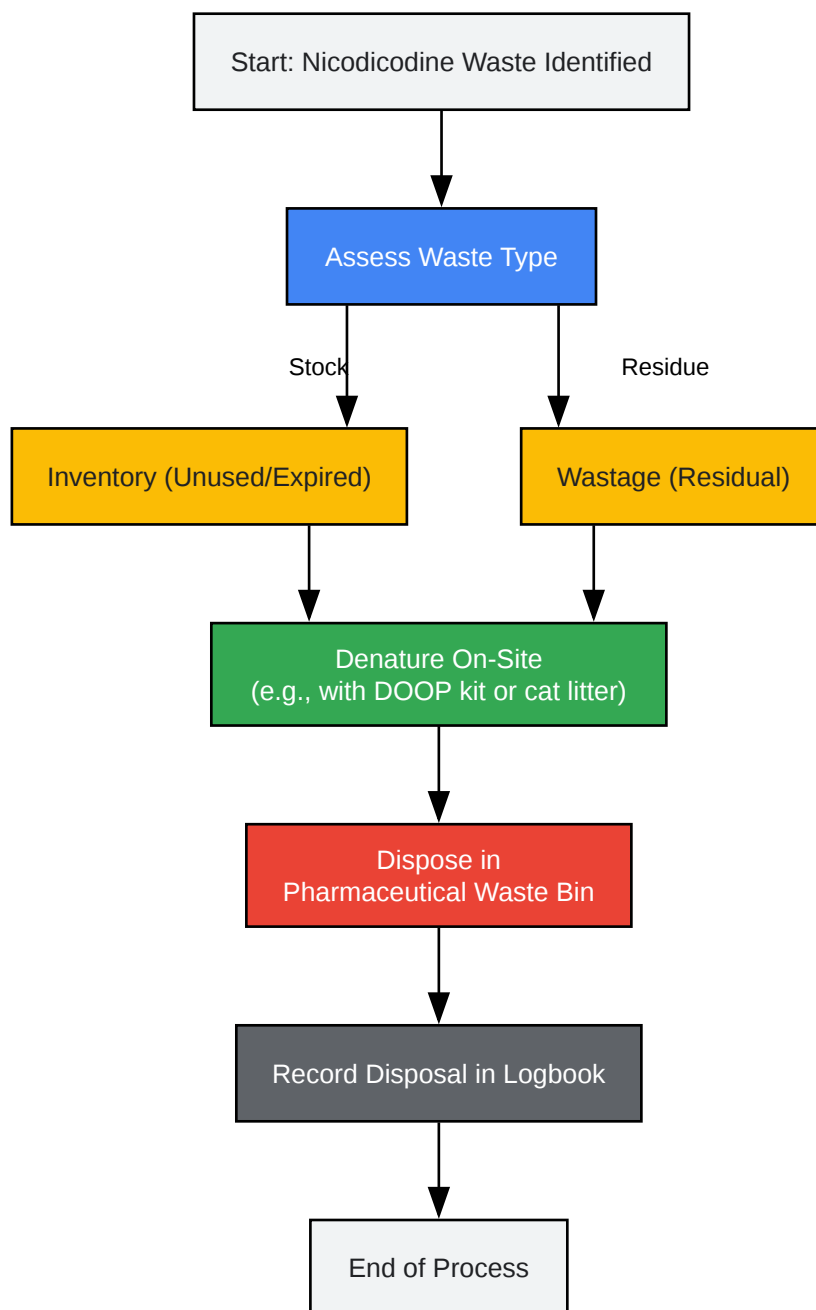 Start: Nicodicodine Waste Identified
Assess Waste Type
Stock
Residue
Inventory (Unused/Expired)
Wastage (Residual)
Denature On-Site
(e.g., with DOOP kit or cat litter)
Dispose in
Pharmaceutical Waste Bin
Record Disposal in Logbook
End of Process